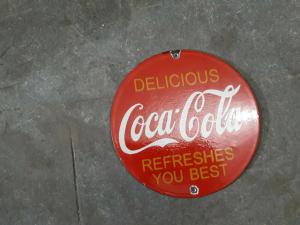 DELICIOUS
Coca-Cola
REFRESHES
YOU BEST